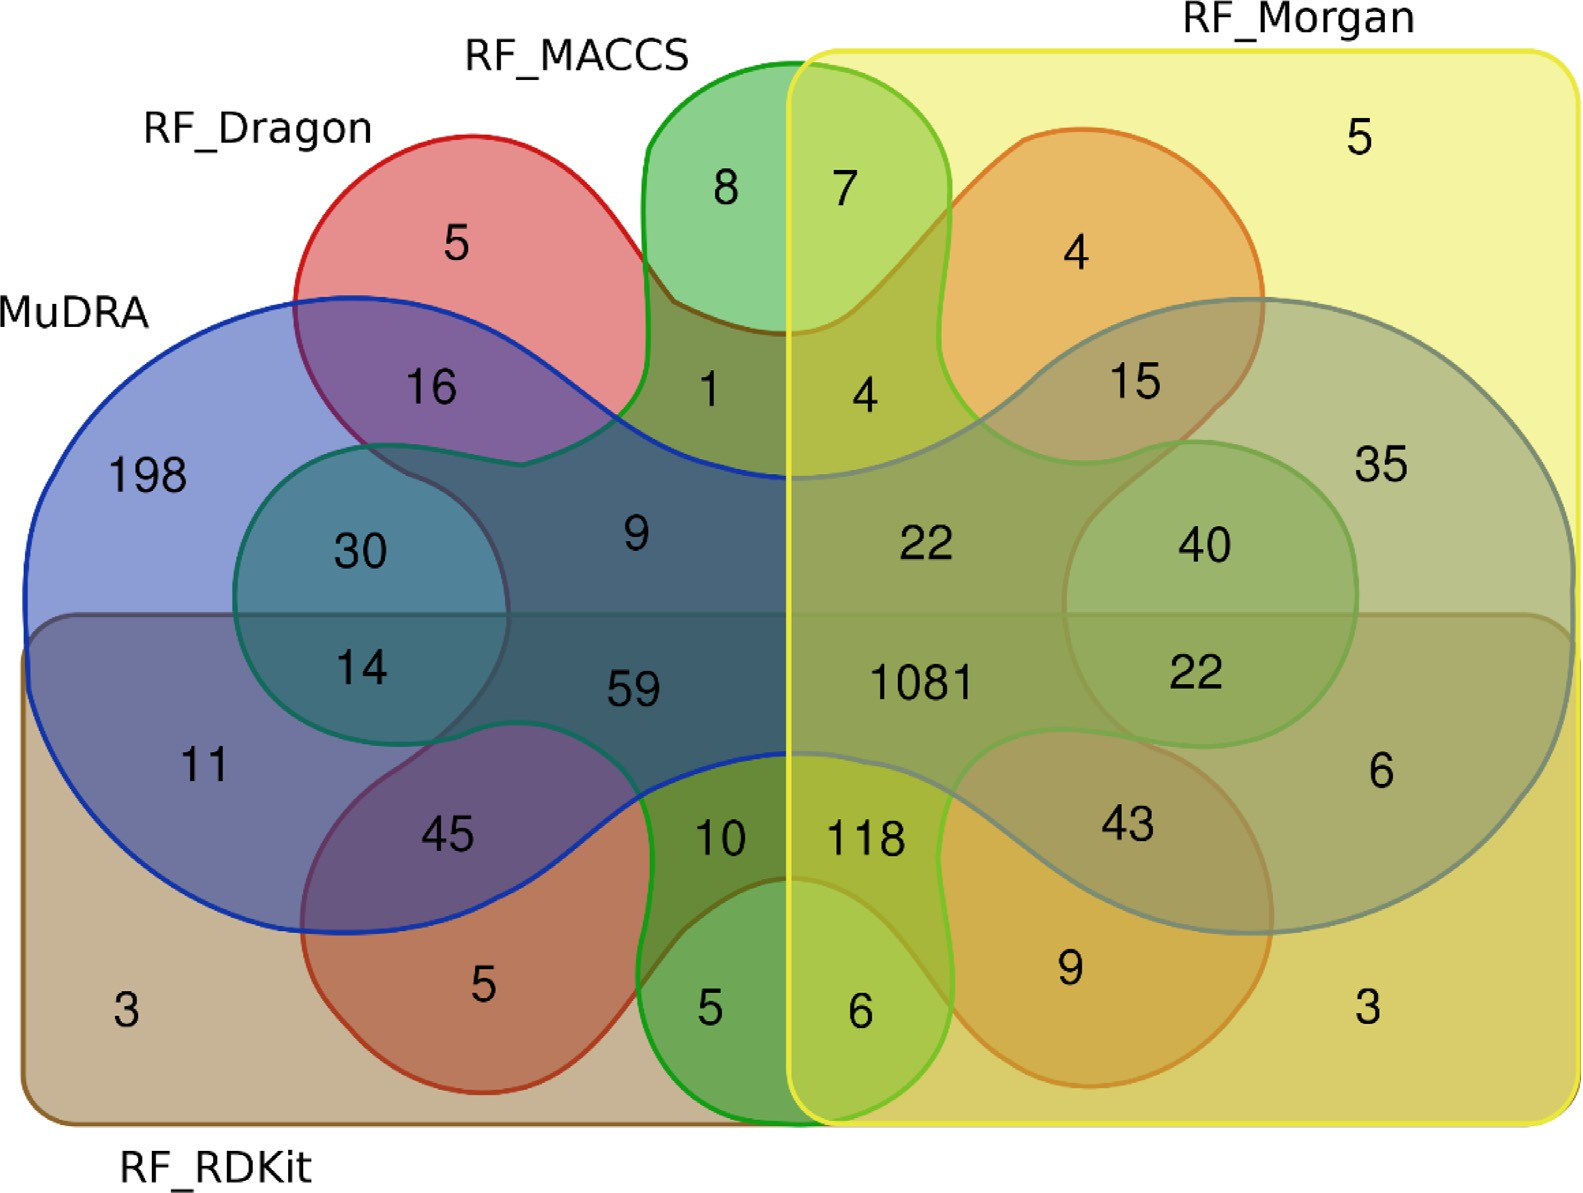 RF_Morgan
RF_MACCS
RF_Dragon
5
8 7
5 4
MuDRA
16 1 4 15
198 35
30 9 22 40
14 59 1081 22
11 6
45 10 118 43
5 9
3 5 6 3
RF_RDKit